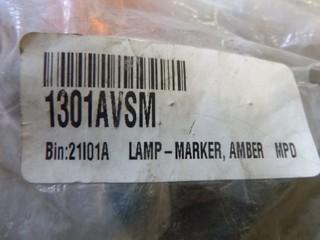 1301AVSM
Bin:21I01A LAMP-MARKER, AMBER MPD